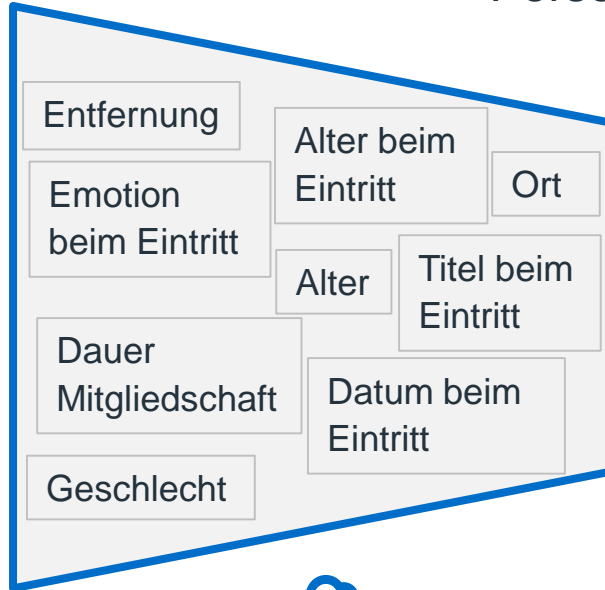 Entfernung
Alter beim
Eintritt
Ort
Emotion
beim Eintritt
Alter
Titel beim
Eintritt
Dauer
Mitgliedschaft
Datum beim
Eintritt
Geschlecht